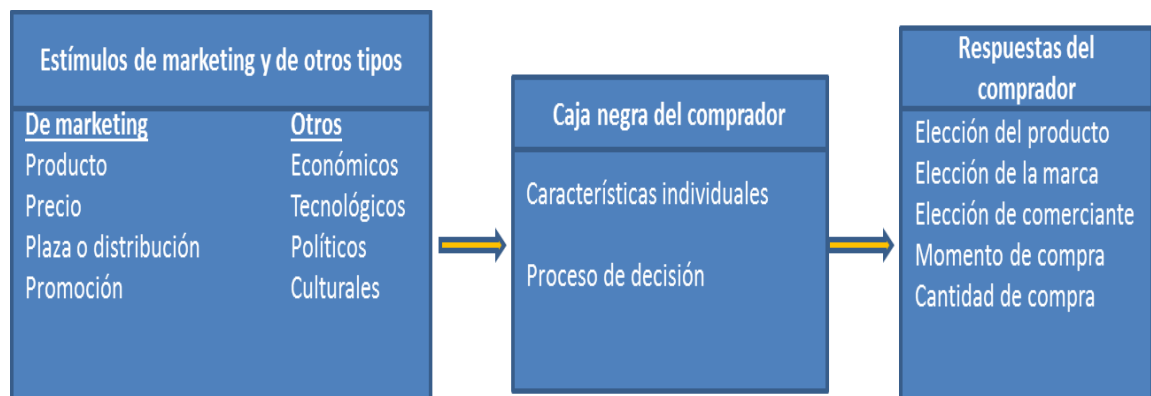 Estímulos de marketing y de otros tipos
De marketing
Producto
Precio
Plaza o distribución
Promoción
Otros
Económicos
Tecnológicos
Políticos
Culturales
Caja negra del comprador
Características individuales
Proceso de decisión
Respuestas del
comprador
Elección del producto
Elección de la marca
Elección de comerciante
Momento de compra
Cantidad de compra